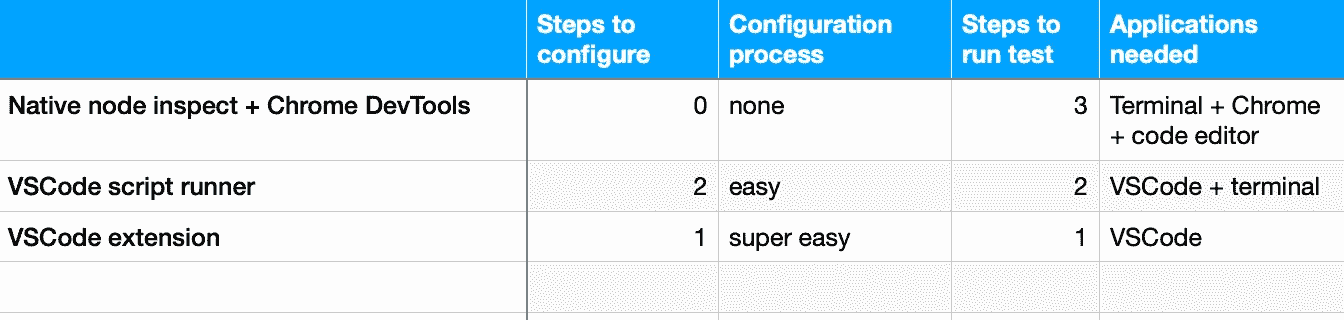 Steps to configure Configuration process Steps to run test Applications needed
Native node inspect + Chrome DevTools 0 none 3 Terminal + Chrome + code editor
VSCode script runner 2 easy 2 VSCode + terminal
VSCode extension 1 super easy 1 VSCode